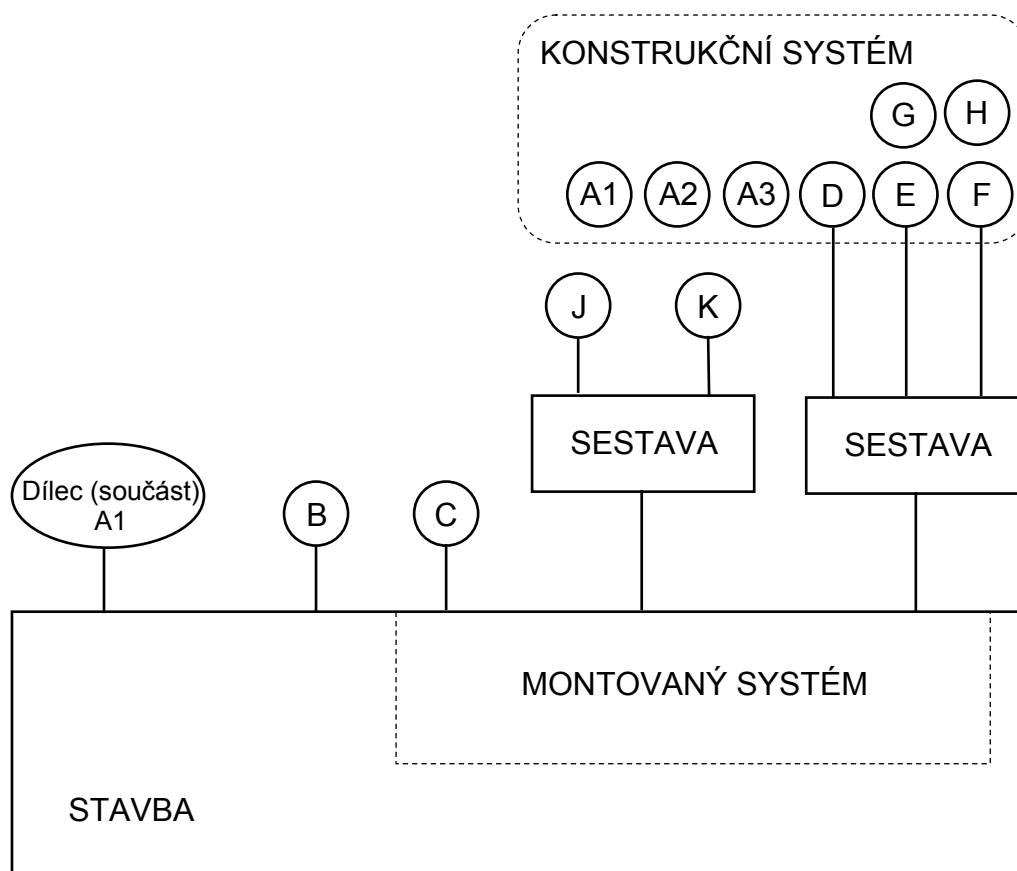 KONSTRUKČNÍ SYSTÉM
G H
A1 A2 A3 D E F
J K
SESTAVA SESTAVA
Dílec (součást)
A1
B C
MONTOVANÝ SYSTÉM
STAVBA